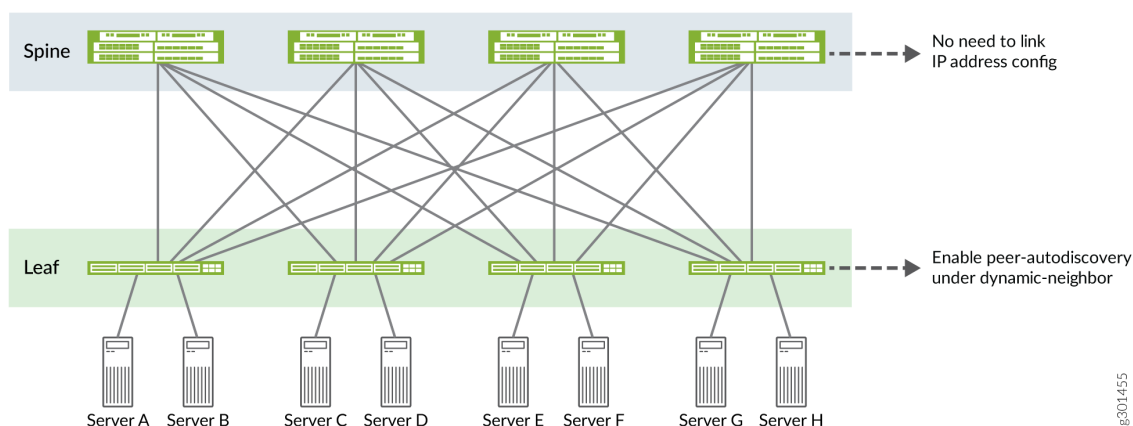 Spine
No need to link
IP address config
Leaf
Enable peer-autodiscovery
under dynamic-neighbor
Server A
Server B
Server C
Server D
Server E
Server F
Server G
Server H
g301455